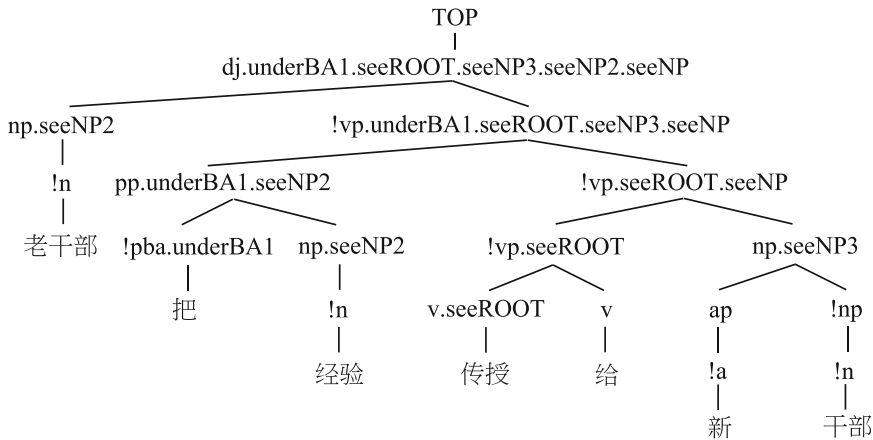 TOP
dj.underBA1.seeROOT.seeNP3.seeNP2.seeNP
np.seeNP2 !vp.underBA1.seeROOT.seeNP3.seeNP
!n pp.underBA1.seeNP2 !vp.seeROOT.seeNP
老干部 !pba.underBA1 np.seeNP2 !vp.seeROOT np.seeNP3
把 !n v.seeROOT v ap !np
经验 传授 给 !a !n
新 干部